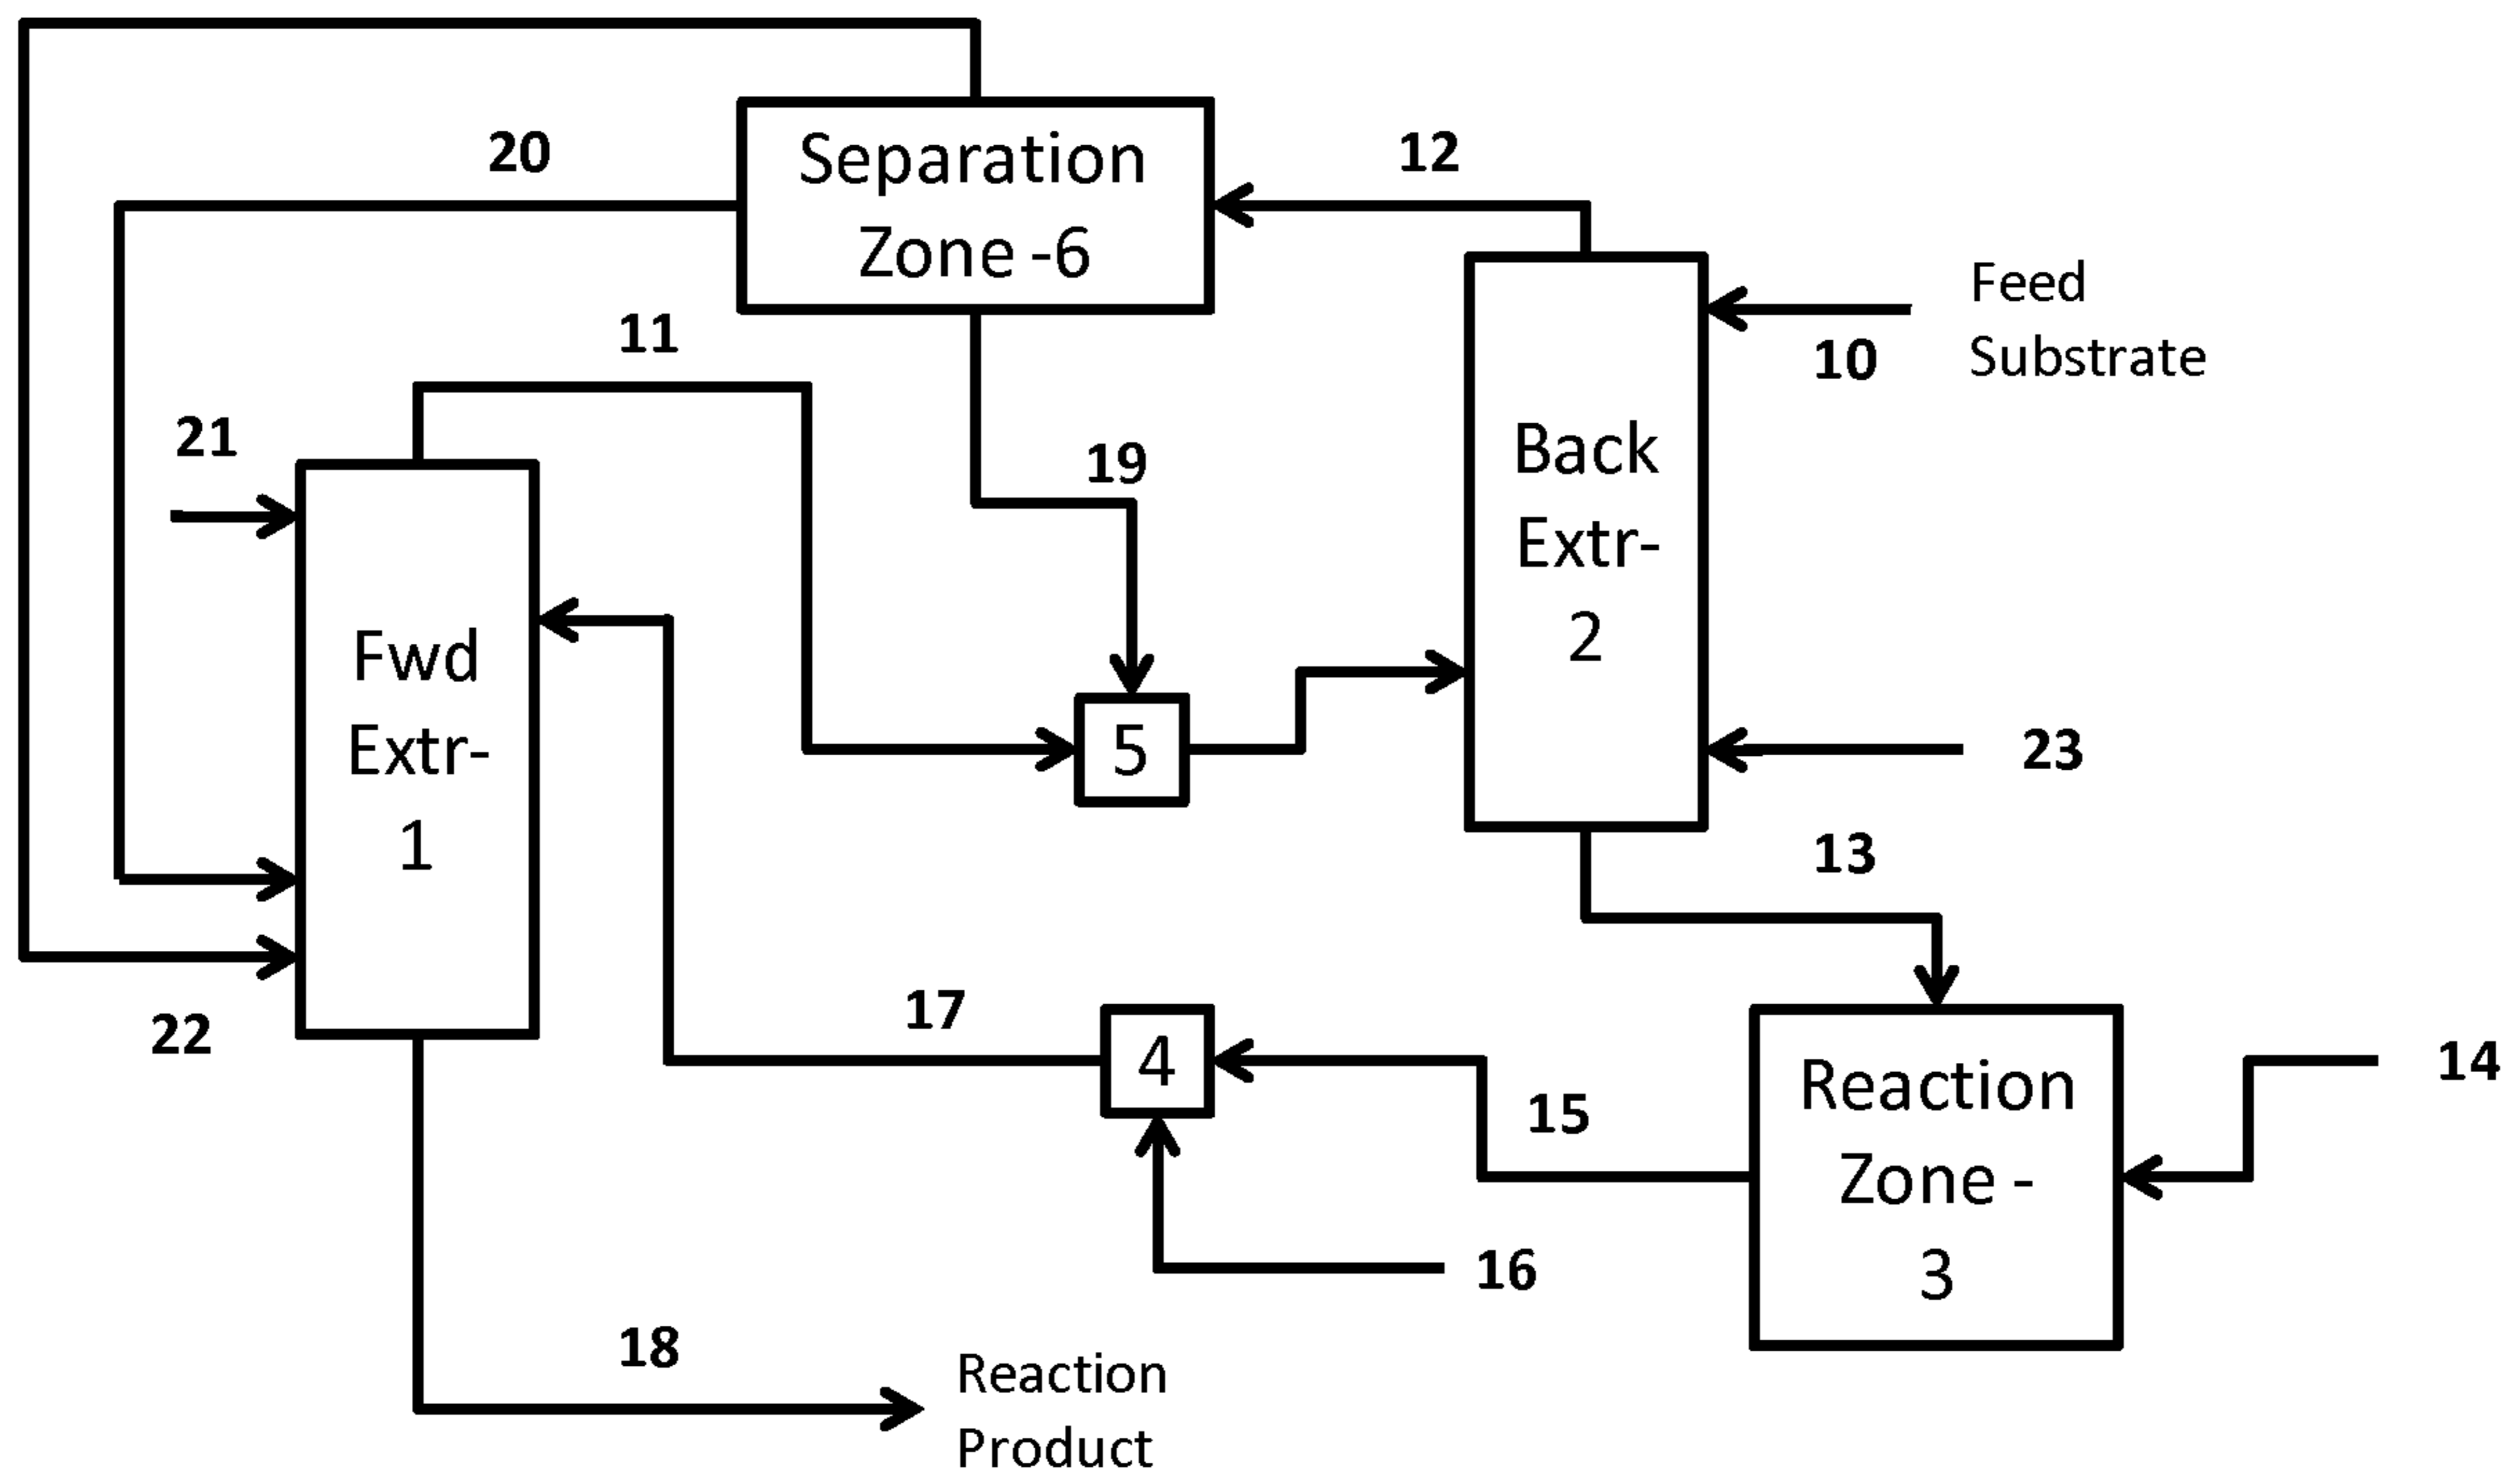 20
Separation
Zone -6
12
Feed
Substrate
10
11
21
19
Back
Extr-
2
Fwd
Extr-
1
5
23
13
22
17
4
15
14
Reaction
Zone -
3
16
18
Reaction
Product